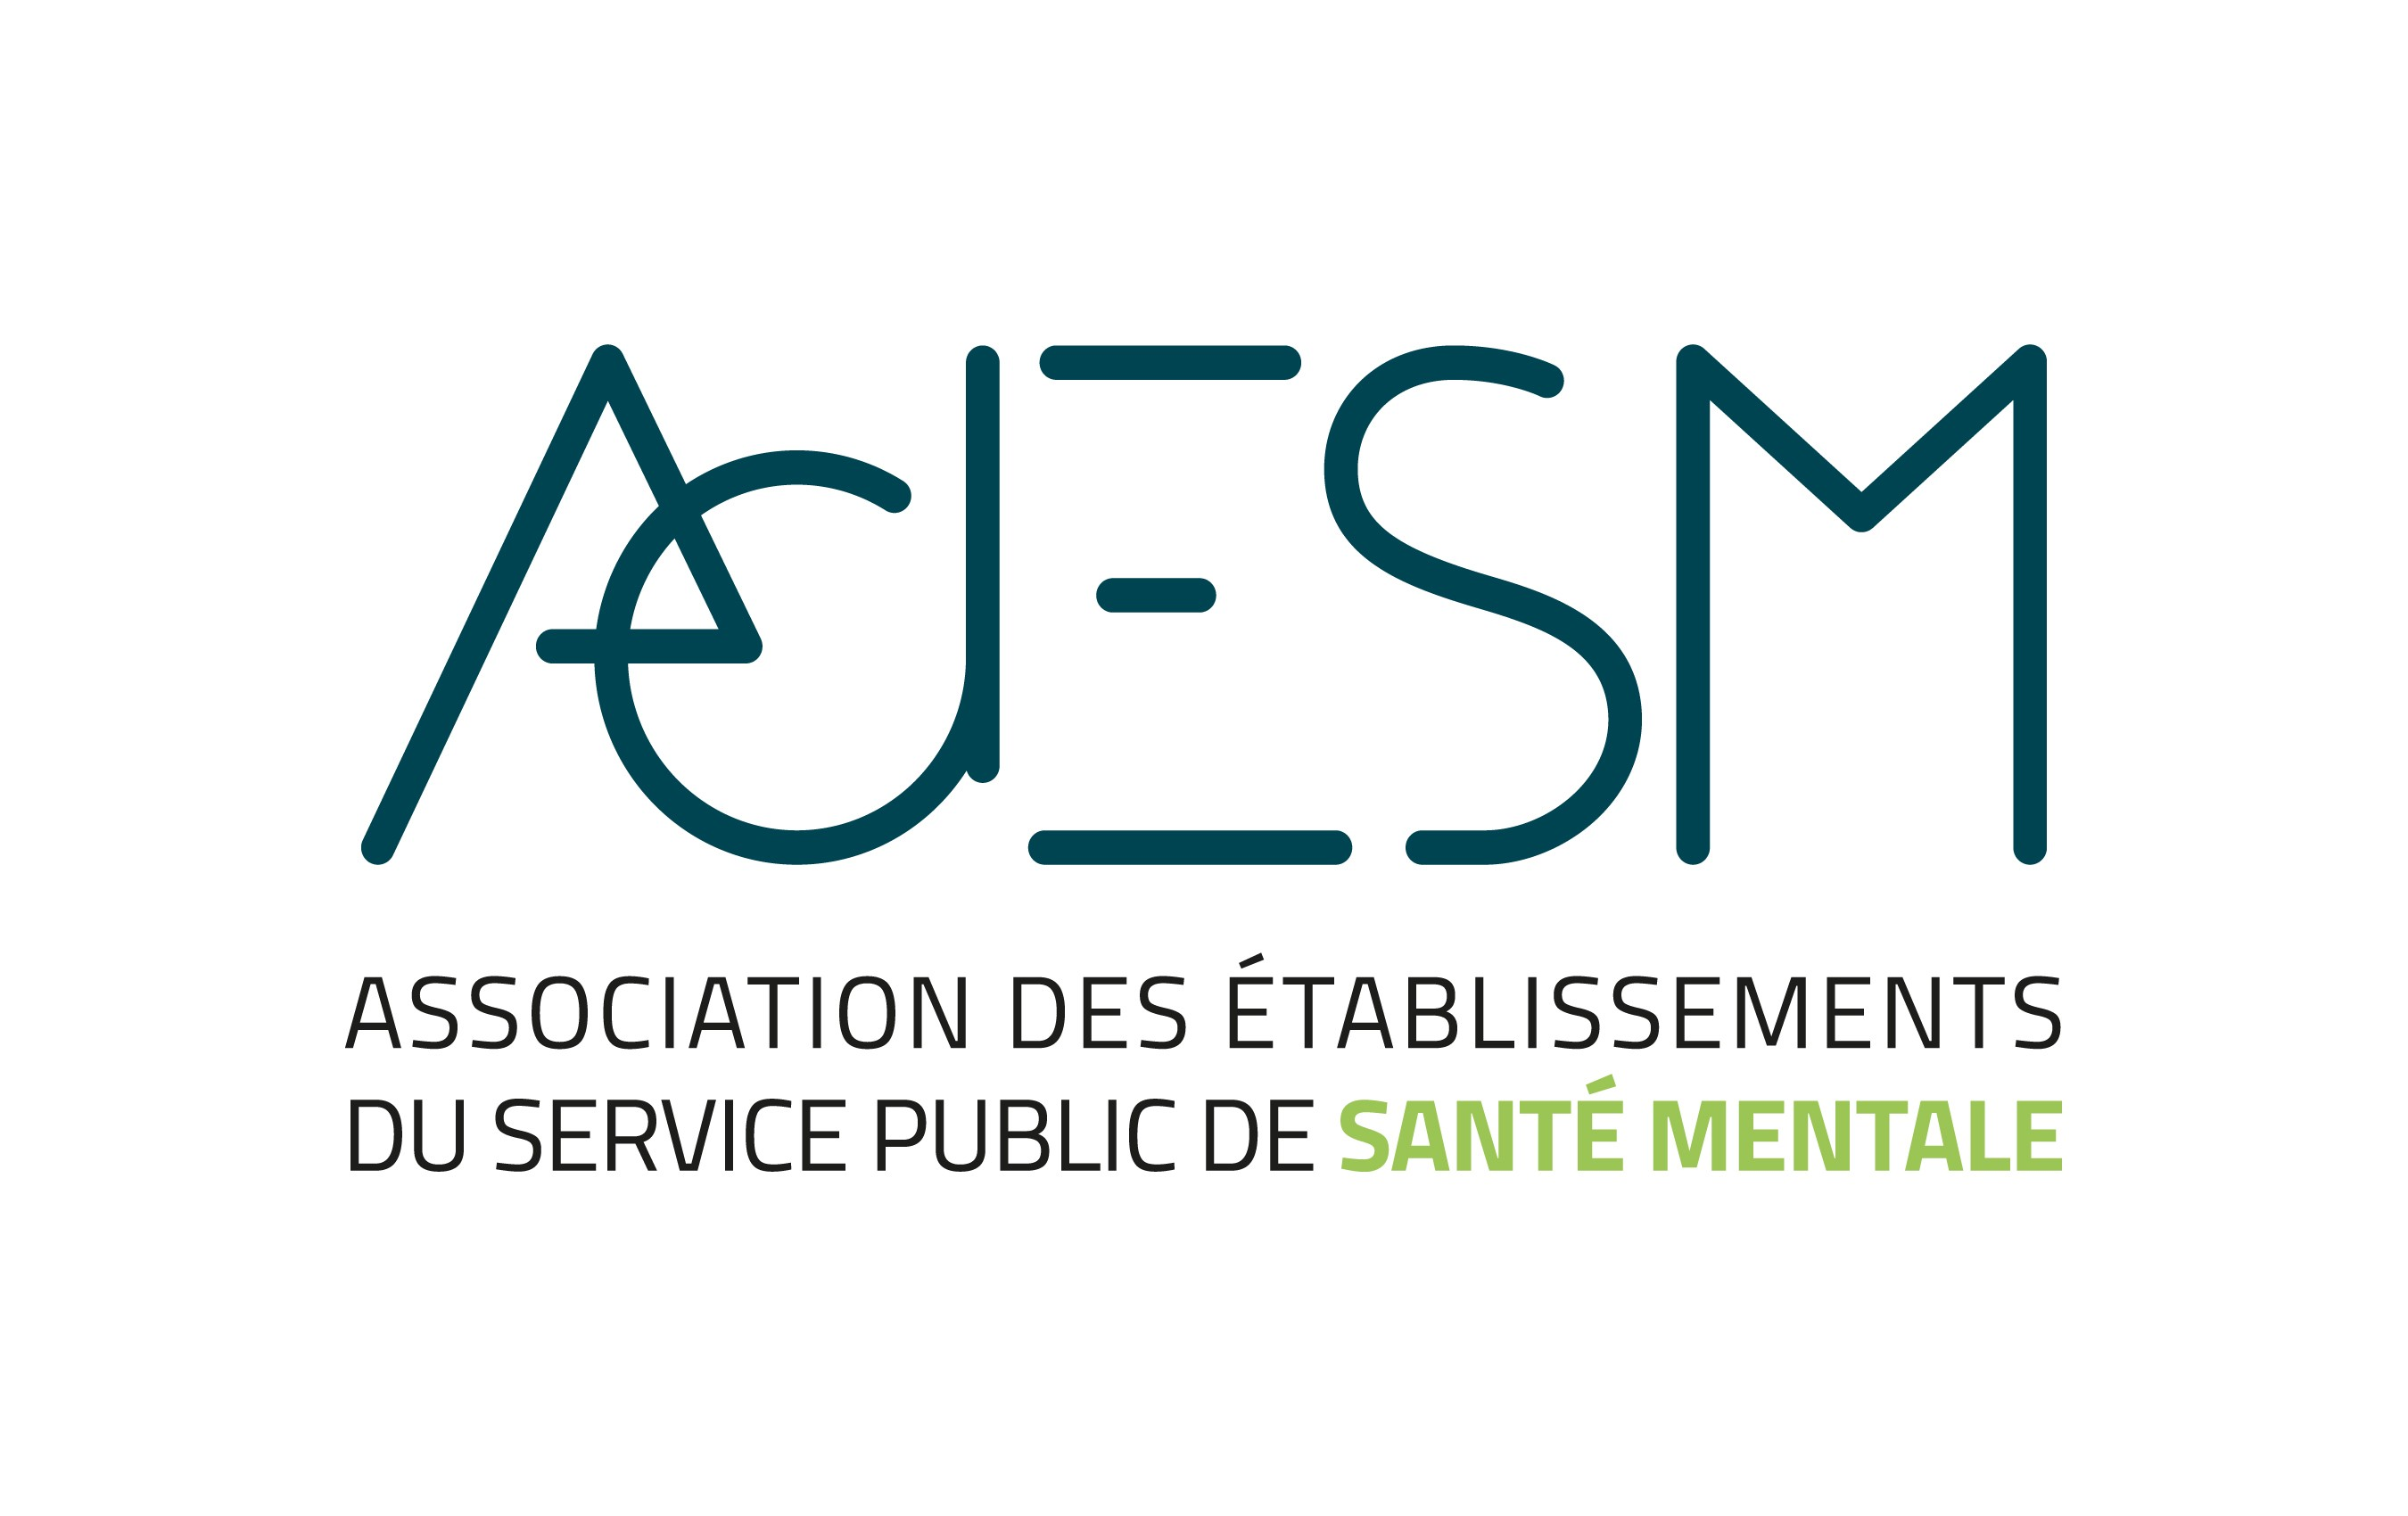 AdESM
ASSOCIATION DES ÉTABLISSEMENTS
DU SERVICE PUBLIC DE SANTÉ MENTALE